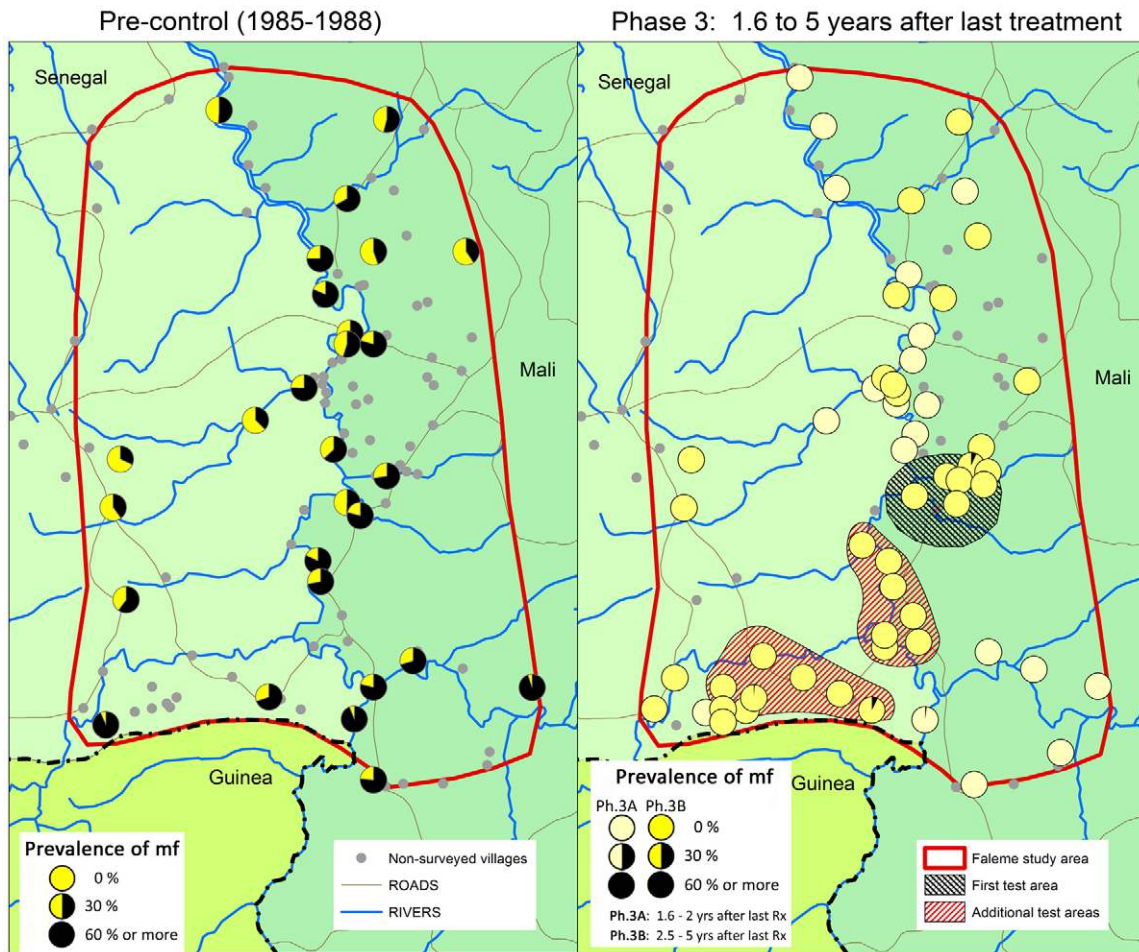 Pre-control (1985-1988)
Senegal
Mali
Guinea
Prevalence of mf
0 %
30 %
60 % or more
Non-surveyed villages
ROADS
RIVERS
Phase 3: 1.6 to 5 years after last treatment
Senegal
Mali
Guinea
Prevalence of mf
Ph.3A Ph.3B
0 %
30 %
60 % or more
Ph.3A: 1.6 - 2 yrs after last Rx
Ph.3B: 2.5 - 5 yrs after last Rx
Faleme study area
First test area
Additional test areas